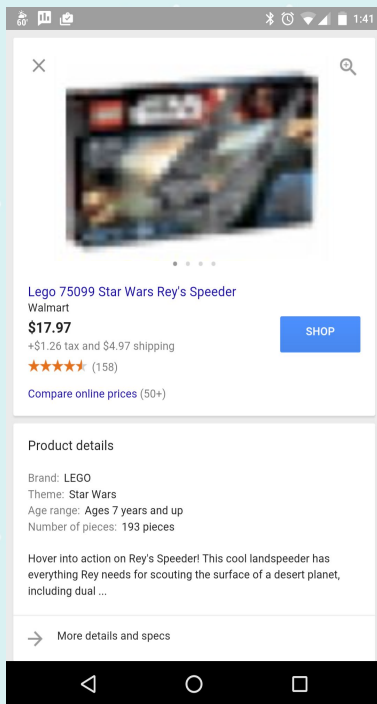 60°
1:41
Lego 75099 Star Wars Rey's Speeder
Walmart
$17.97
+$1.26 tax and $4.97 shipping
SHOP
(158)
Compare online prices (50+)
Product details
Brand: LEGO
Theme: Star Wars
Age range: Ages 7 years and up
Number of pieces: 193 pieces
Hover into action on Rey's Speeder! This cool landspeeder has
everything Rey needs for scouting the surface of a desert planet,
including dual ...
More details and specs